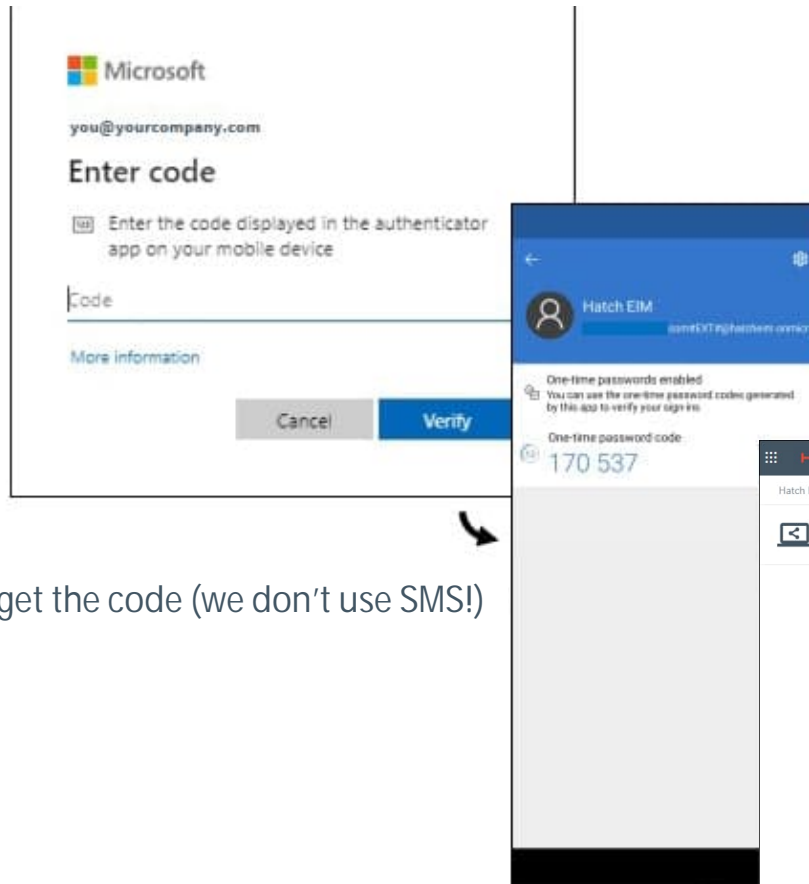 Microsoft
you@yourcompany.com
Enter code
Enter the code displayed in the authenticator
app on your mobile device
Code
More information
Cancel
Verify
Hatch EIM
One-time passwords enabled
You can use the one-time password codes generated
by this app to verify your sign-ins
One-time password code
170 537
H
Hatch
get the code (we don't use SMS!)